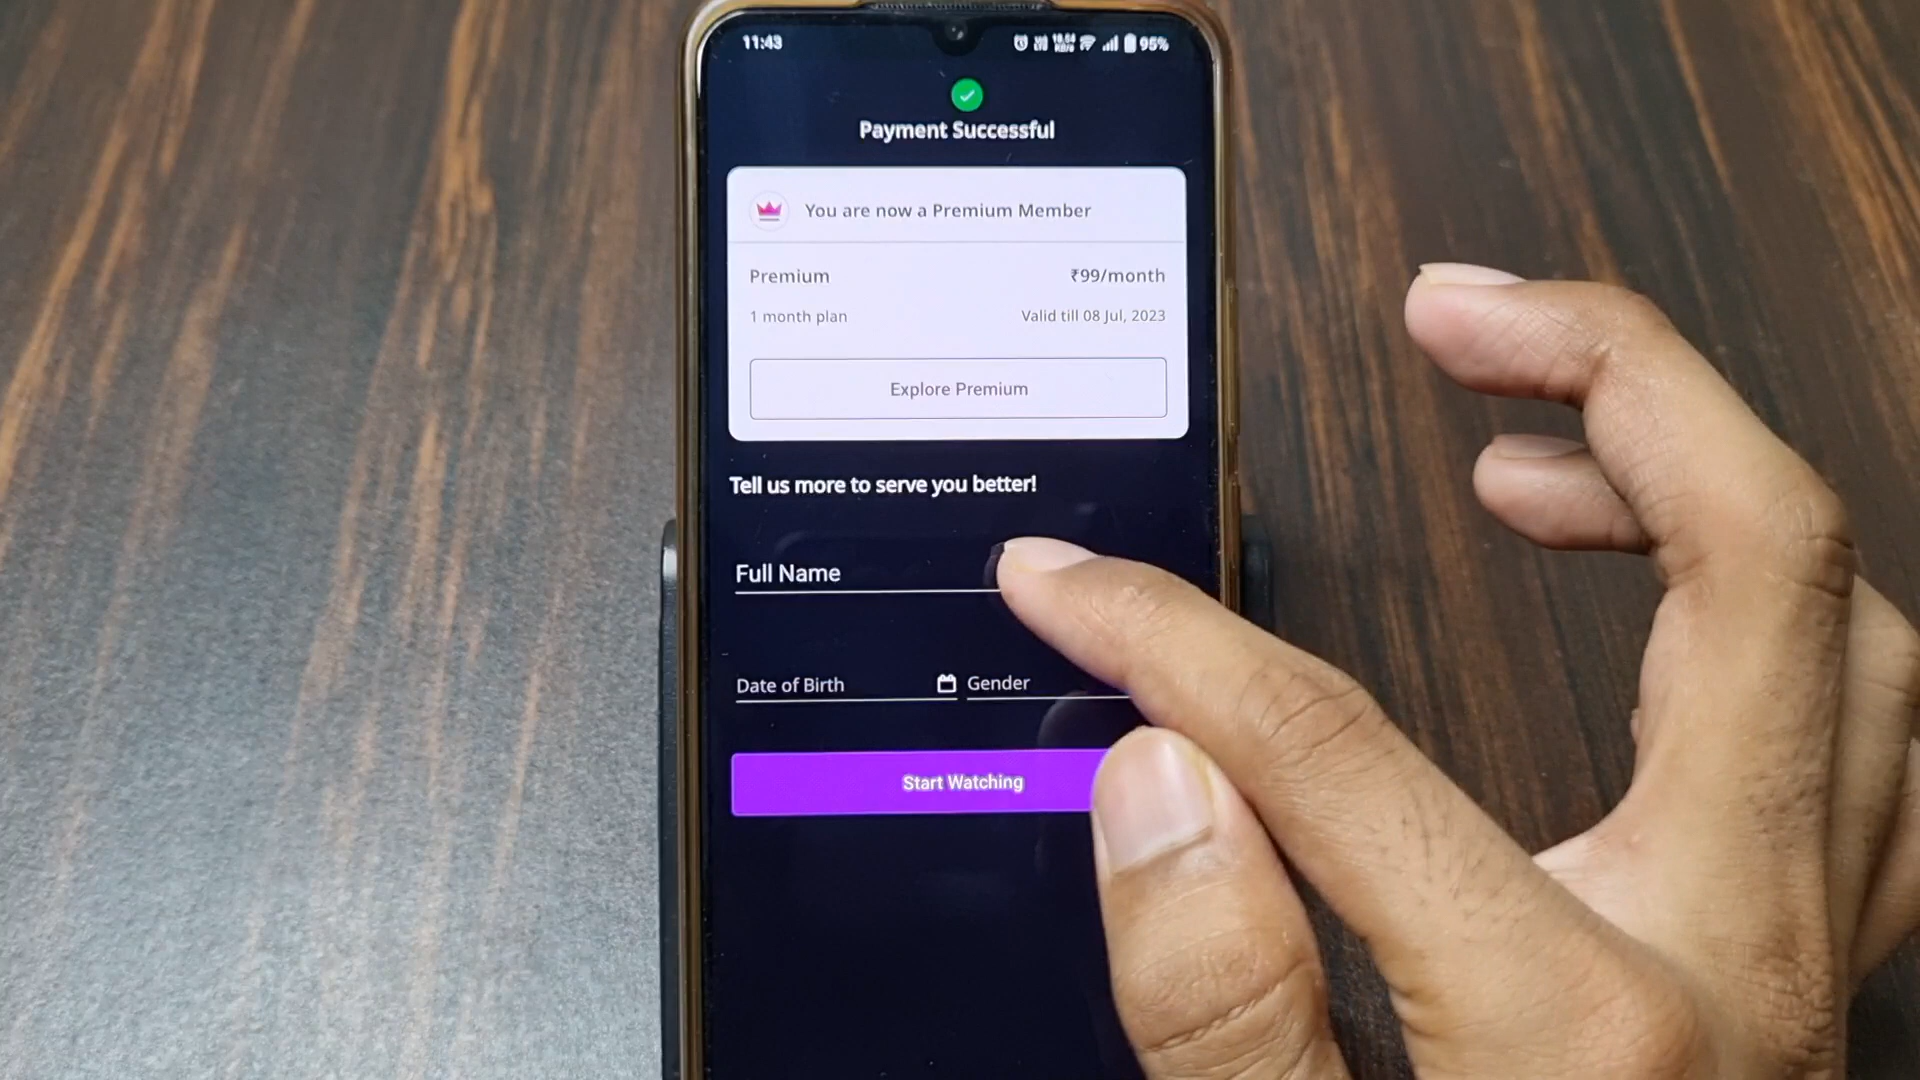 11:43
95%
Payment Successful
You are now a Premium Member
Premium ₹99/month
1 month plan Valid till 08 Jul, 2023
Explore Premium
Tell us more to serve you better!
Full Name
Date of Birth Gender
Start Watching